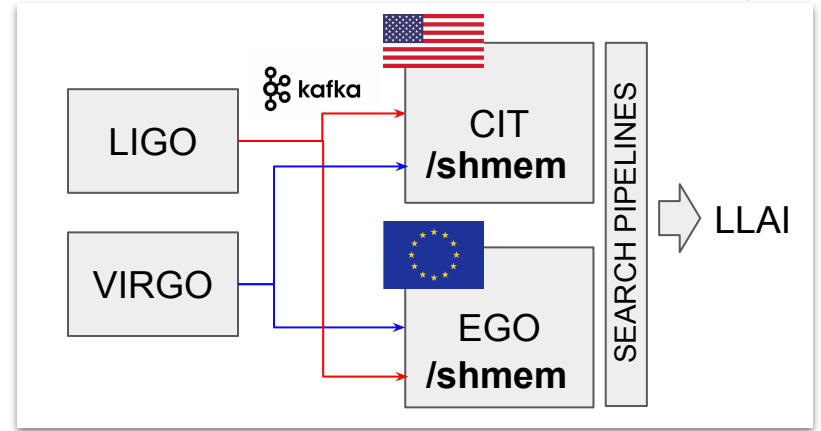 kafka
LIGO
CIT
/shmem
VIRGO
EGO
/shmem
SEARCH PIPELINES
LLAI